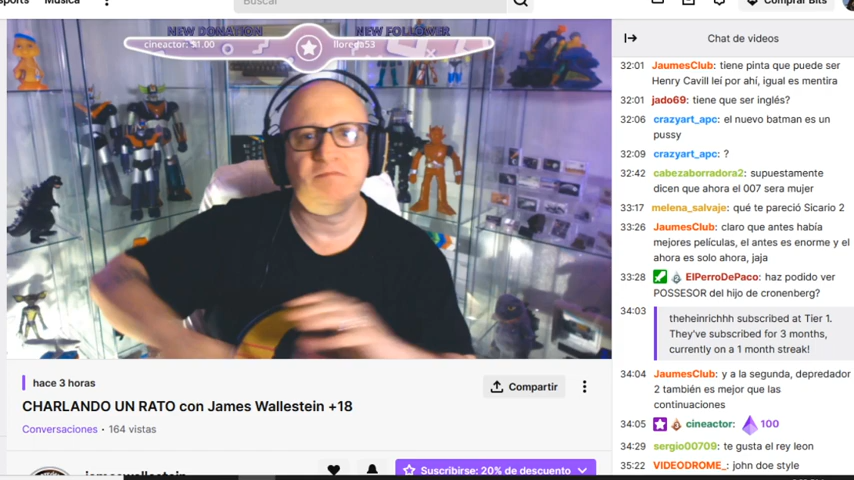 sports
Música
Buscar
Comprar Bits
NEW DONATION
NEW FOLLOWER
cineactor: $1.00
lloreda53
hace 3 horas
CHARLANDO UN RATO con James Wallestein +18
Conversaciones • 164 vistas
Compartir
jameswallestein
Suscribirse: 20% de descuento
Chat de videos
32:01 JaumesClub: tiene pinta que puede ser
Henry Cavill leí por ahí, igual es mentira
32:01 jado69: tiene que ser inglés?
32:06 crazyart_apc: el nuevo batman es un
pussy
32:09 crazyart_apc: ?
32:42 cabezaborradora2: supuestamente
dicen que ahora el 007 sera mujer
33:17 melena_salvaje: qué te pareció Sicario 2
33:26 JaumesClub: claro que antes había
mejores películas, el antes es enorme y el
ahora es solo ahora, jaja
33:28 ElPerroDePaco: haz podido ver
POSSESOR del hijo de cronenberg?
34:03 theheinrichhh subscribed at Tier 1.
They've subscribed for 3 months,
currently on a 1 month streak!
34:04 JaumesClub: y a la segunda, depredador
2 también es mejor que las
continuaciones
34:05 cineactor: 100
34:29 sergio00709: te gusta el rey leon
35:22 VIDEODROME_: john doe style